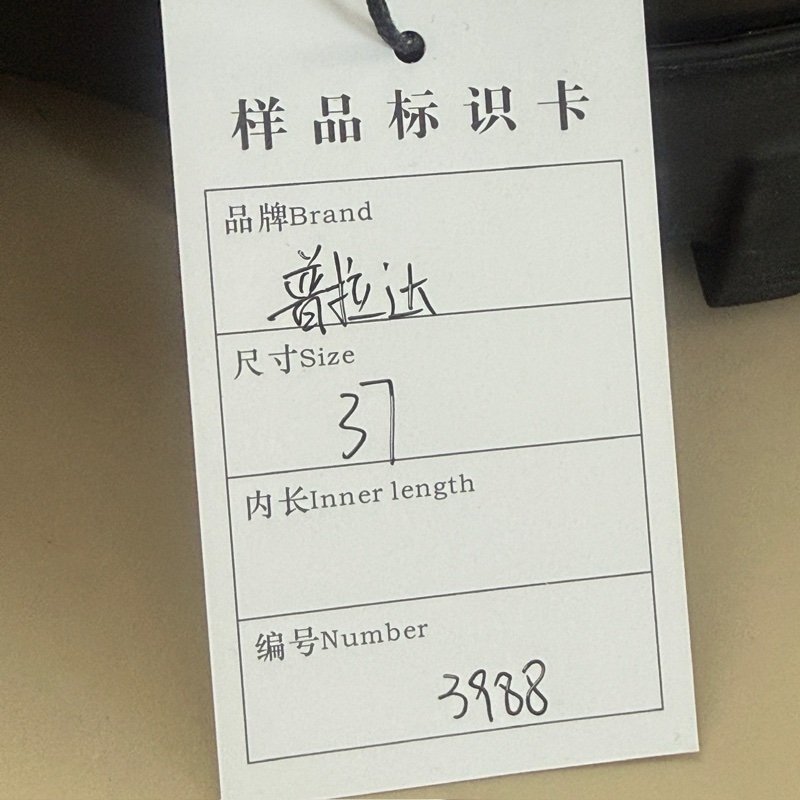 样品标识卡
品牌Brand
普拉达
尺寸Size
37
内长Inner length
编号Number
3988